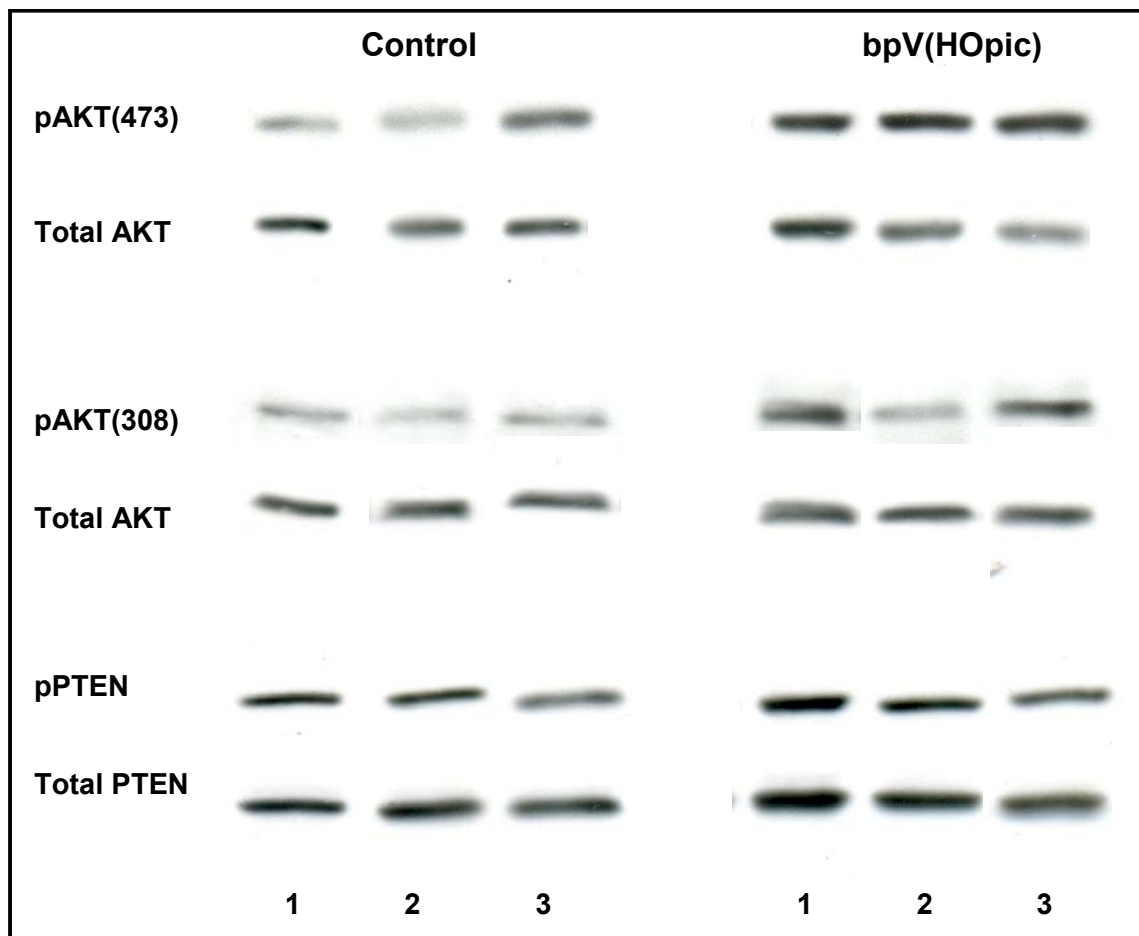 Control bpV(HOpic)
pAKT(473)
Total AKT
pAKT(308)
Total AKT
pPTEN
Total PTEN
1 2 3 1 2 3